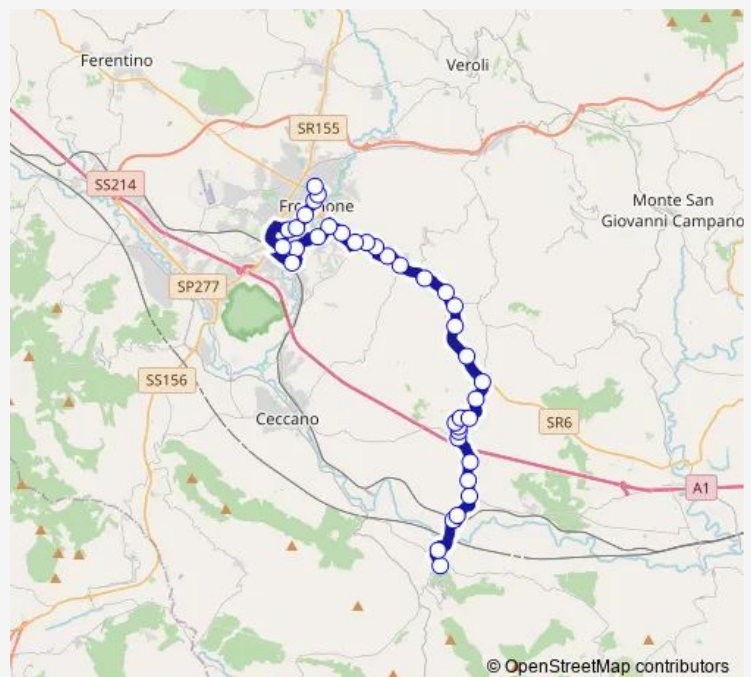 Ferentino
Veroli
SR155
SS214
Monte San
Giovanni Campano
SP277
SS156
Ceccano
SR6
A1
© OpenStreetMap contributors